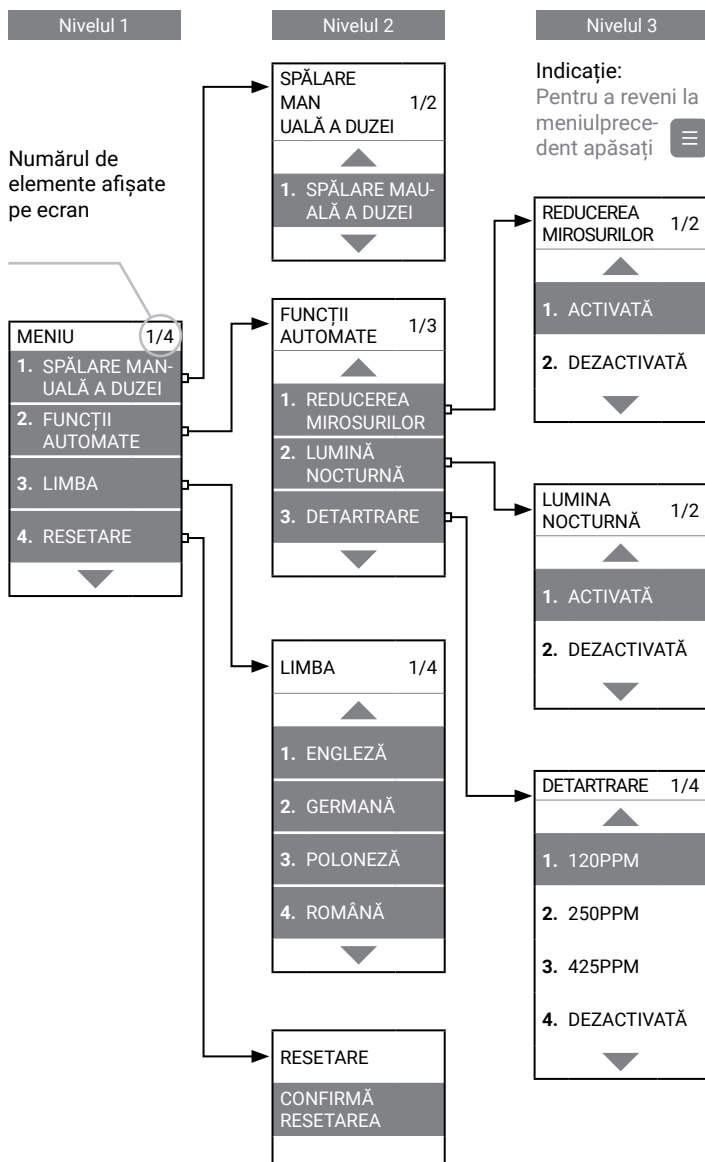 Nivelul 1
Nivelul 2
Nivelul 3
Numărul de
elemente afișate
pe ecran
MENIU 1/4
1. SPĂLARE MAN-
UALĂ A DUZEI
2. FUNCȚII
AUTOMATE
3. LIMBA
4. RESETARE
SPĂLARE
MAN 1/2
UALĂ A DUZEI
1. SPĂLARE MAU-
ALĂ A DUZEI
FUNCȚII
AUTOMATE 1/3
1. REDUCEREA
MIROSURILOR
2. LUMINĂ
NOCTURNĂ
3. DETARTRARE
LIMBA 1/4
1. ENGLEZĂ
2. GERMANĂ
3. POLONEZĂ
4. ROMÂNĂ
RESETARE
CONFIRMĂ
RESETAREA
Indicație:
Pentru a reveni la
meniulprece-
dent apăsați
REDUCEREA
MIROSURILOR 1/2
1. ACTIVATĂ
2. DEZACTIVATĂ
LUMINA
NOCTURNĂ 1/2
1. ACTIVATĂ
2. DEZACTIVATĂ
DETARTRARE 1/4
1. 120PPM
2. 250PPM
3. 425PPM
4. DEZACTIVATĂ